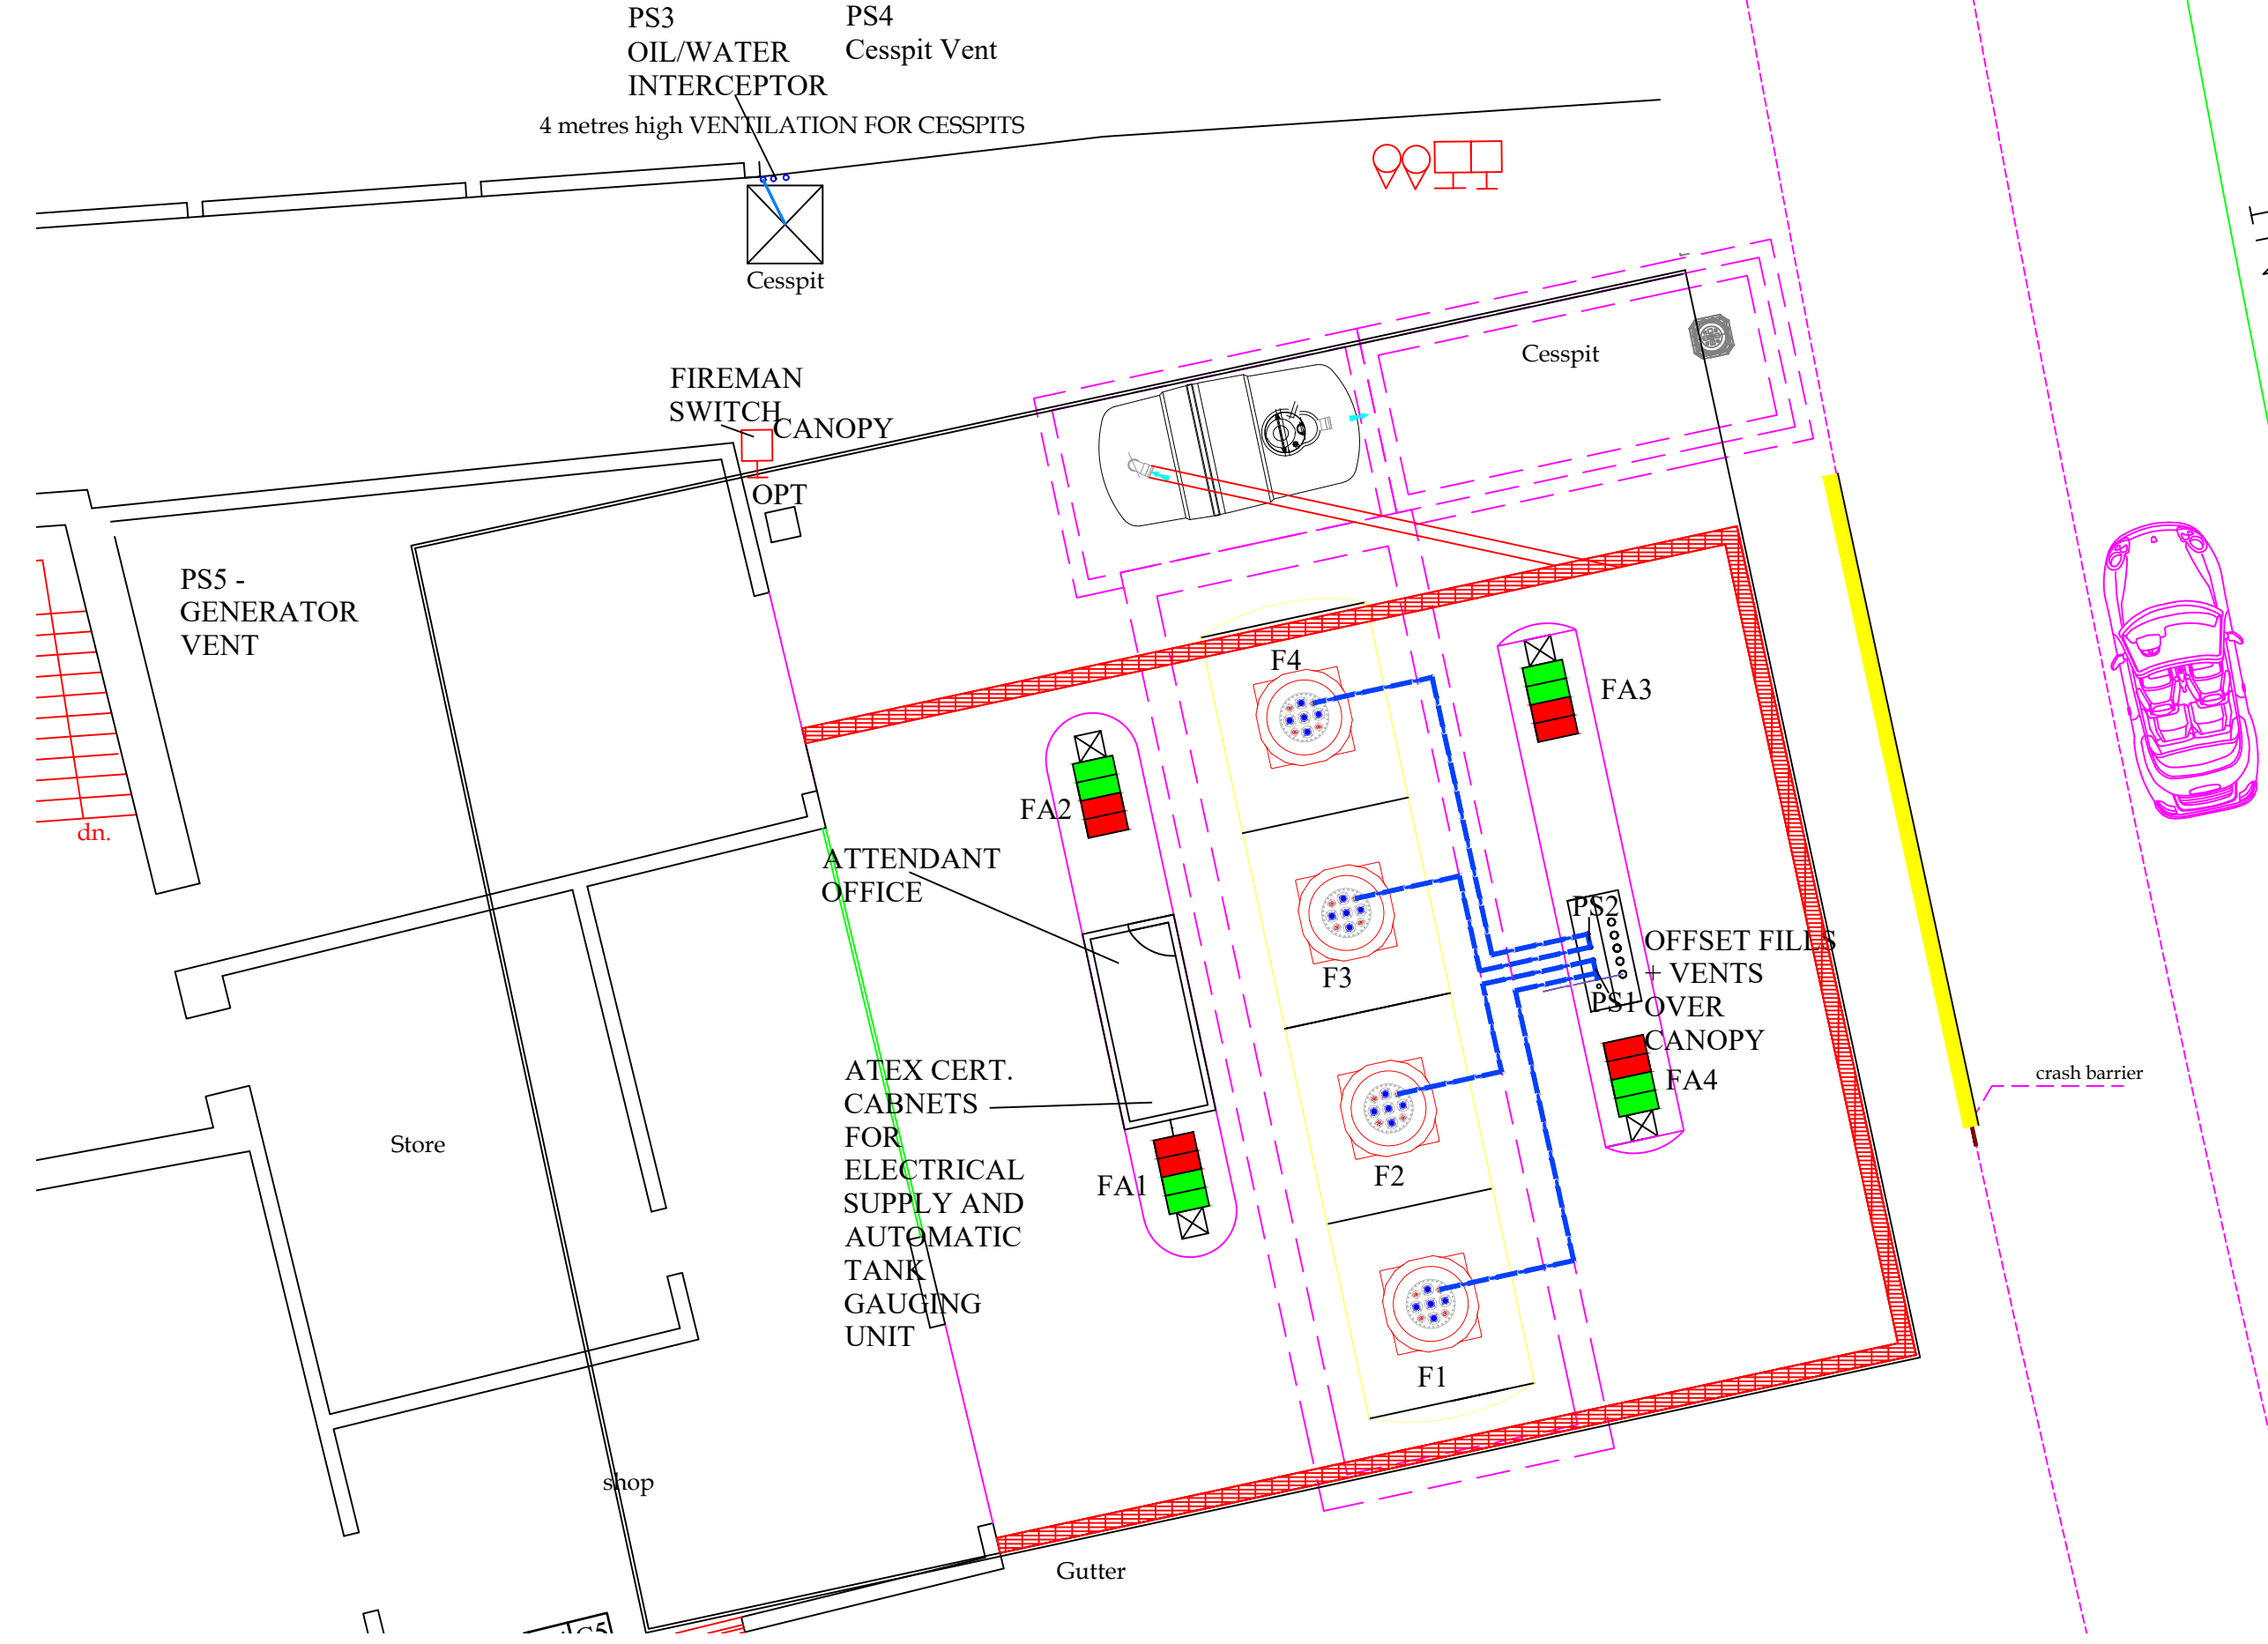 PS3
OIL/WATER
INTERCEPTOR
PS4
Cesspit Vent
4 metres high VENTILATION FOR CESSPITS
Cesspit
Cesspit
FIREMAN
SWITCH
CANOPY
OPT
PS5 -
GENERATOR
VENT
dn.
F4
FA3
FA2
ATTENDANT
OFFICE
F3
PS2
OFFSET FILLS
+ VENTS
OVER
CANOPY
PS1
FA4
crash barrier
ATEX CERT.
CABNETS
FOR
ELECTRICAL
SUPPLY AND
AUTOMATIC
TANK
GAUGING
UNIT
FA1
F2
Store
F1
shop
Gutter